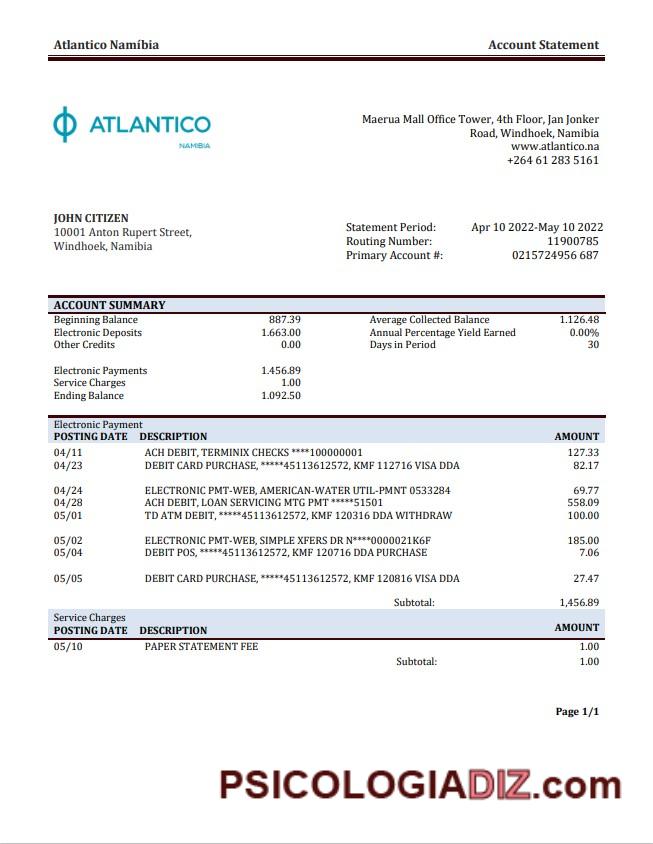 Atlantico Namíbia Account Statement
ATLANTICO
NAMIBIA
Maerua Mall Office Tower, 4th Floor, Jan Jonker
Road, Windhoek, Namibia
www.atlantico.na
+264 61 283 5161
JOHN CITIZEN
10001 Anton Rupert Street,
Windhoek, Namibia
Statement Period: Apr 10 2022-May 10 2022
Routing Number: 11900785
Primary Account #: 0215724956 687
ACCOUNT SUMMARY
Beginning Balance 887.39 Average Collected Balance 1.126.48
Electronic Deposits 1.663.00 Annual Percentage Yield Earned 0.00%
Other Credits 0.00 Days in Period 30
Electronic Payments 1.456.89
Service Charges 1.00
Ending Balance 1.092.50
Electronic Payment
POSTING DATE DESCRIPTION AMOUNT
04/11 ACH DEBIT, TERMINIX CHECKS ****100000001 127.33
04/23 DEBIT CARD PURCHASE, *****45113612572, KMF 112716 VISA DDA 82.17
04/24 ELECTRONIC PMT-WEB, AMERICAN-WATER UTIL-PMNT 0533284 69.77
04/28 ACH DEBIT, LOAN SERVICING MTG PMT *****51501 558.09
05/01 TD ATM DEBIT, *****45113612572, KMF 120316 DDA WITHDRAW 100.00
05/02 ELECTRONIC PMT-WEB, SIMPLE XFERS DR N****0000021K6F 185.00
05/04 DEBIT POS, *****45113612572, KMF 120716 DDA PURCHASE 7.06
05/05 DEBIT CARD PURCHASE, *****45113612572, KMF 120816 VISA DDA 27.47
Subtotal: 1,456.89
Service Charges
POSTING DATE DESCRIPTION AMOUNT
05/10 PAPER STATEMENT FEE 1.00
Subtotal: 1.00
Page 1/1
PSICOLOGIADIZ.com